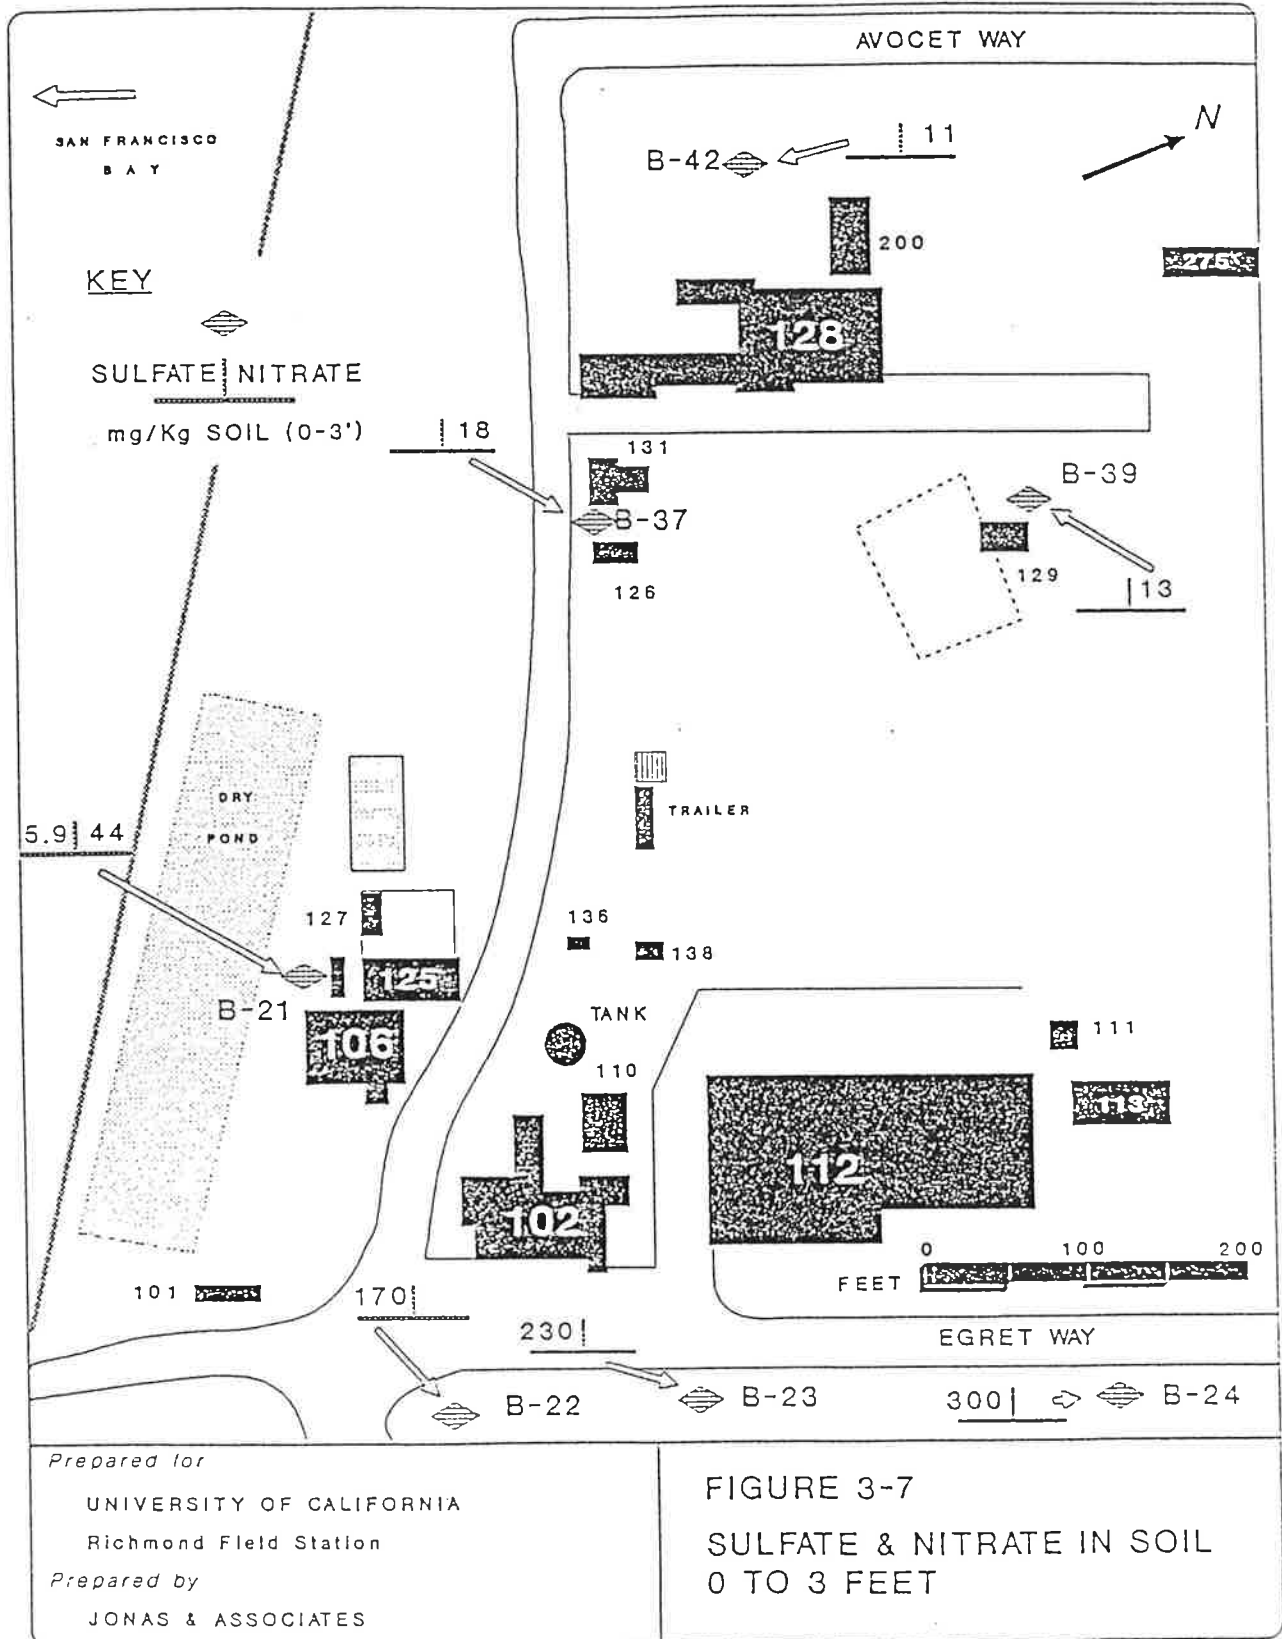 AVOCET WAY
SAN FRANCISCO
BAY
N
B-42
11
200
275
KEY
128
SULFATE NITRATE
mg/Kg SOIL (0-3')
18
131
B-37
126
B-39
129
13
DRY
POND
TRAILER
5.9 44
127
136
138
125
B-21
106
TANK
110
111
113
112
102
0 100 200
FEET
101
170
230
EGRET WAY
B-22
B-23
300
B-24
Prepared for
UNIVERSITY OF CALIFORNIA
Richmond Field Station
Prepared by
JONAS & ASSOCIATES
FIGURE 3-7
SULFATE & NITRATE IN SOIL
0 TO 3 FEET